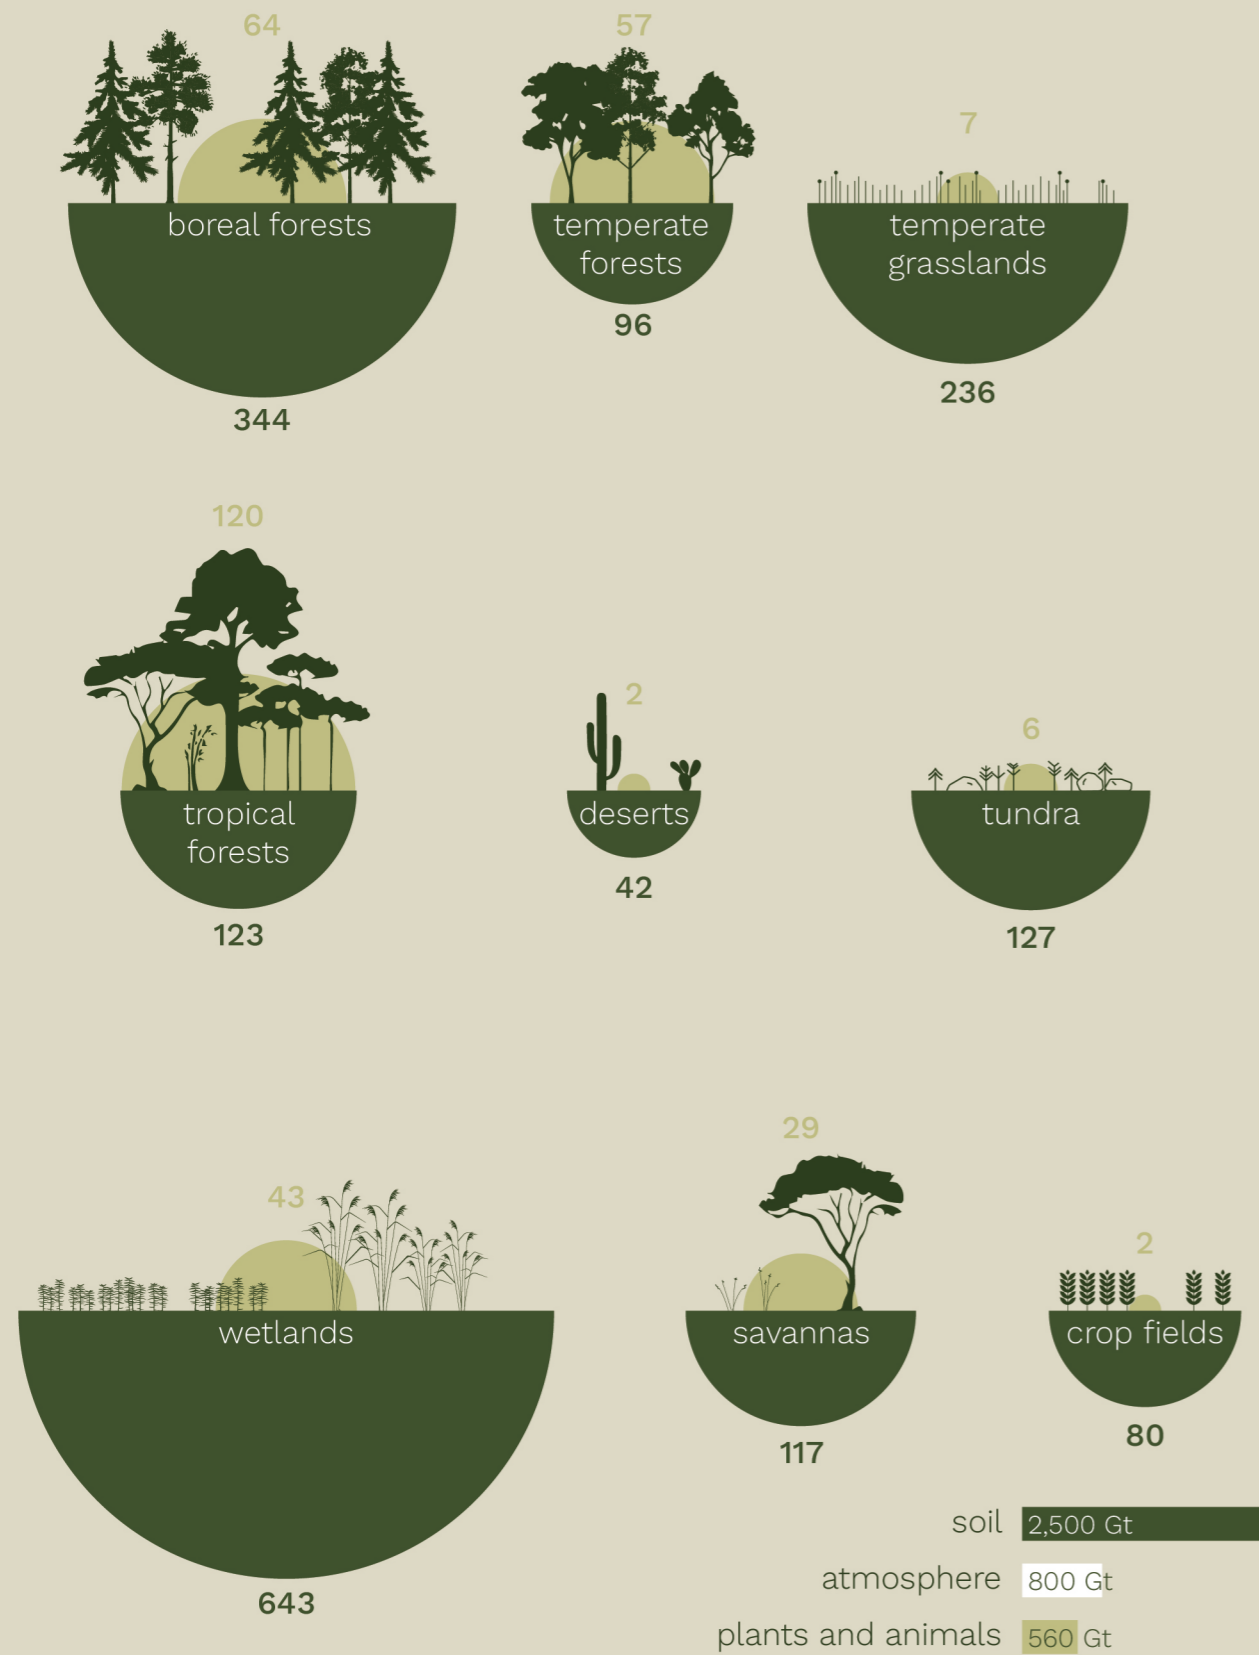 64
57
7
boreal forests
temperate
forests
temperate
grasslands
344
96
236
120
2
6
tropical
forests
deserts
tundra
123
42
127
43
29
2
wetlands
savannas
crop fields
643
117
80
soil 2,500 Gt
atmosphere 800 Gt
plants and animals 560 Gt